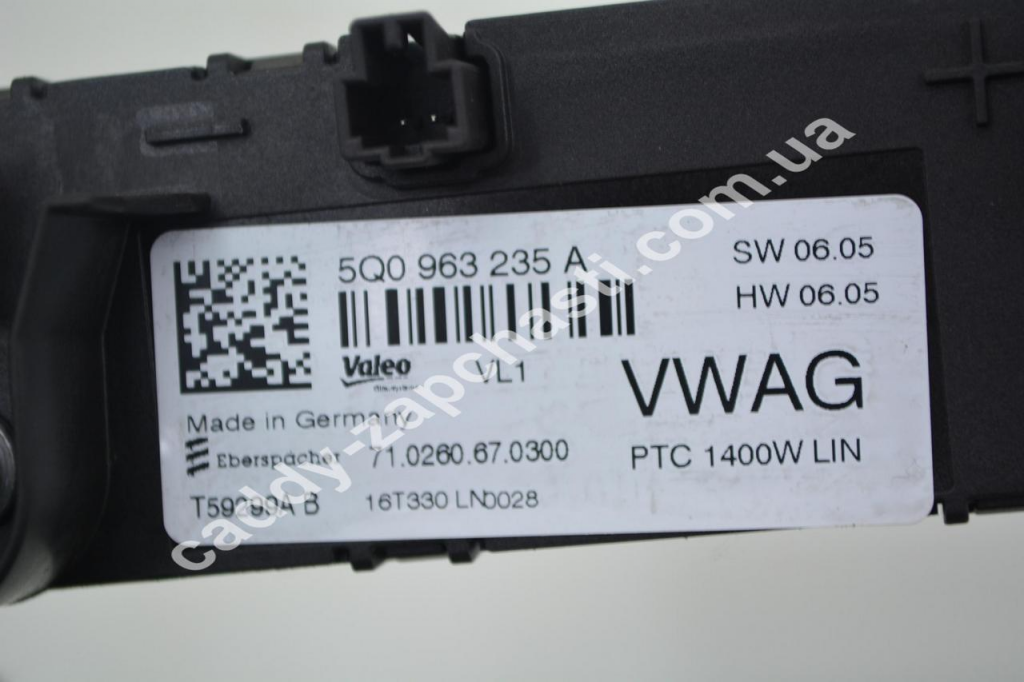 5Q0 963 235 A
SW 06.05
HW 06.05
Valeo VL1
VWAG
Made in Germany
Eberspächer 71.0260.67.0300
PTC 1400W LIN
T59299A B 16T330 LN0028
caddy-zapchasti.com.ua